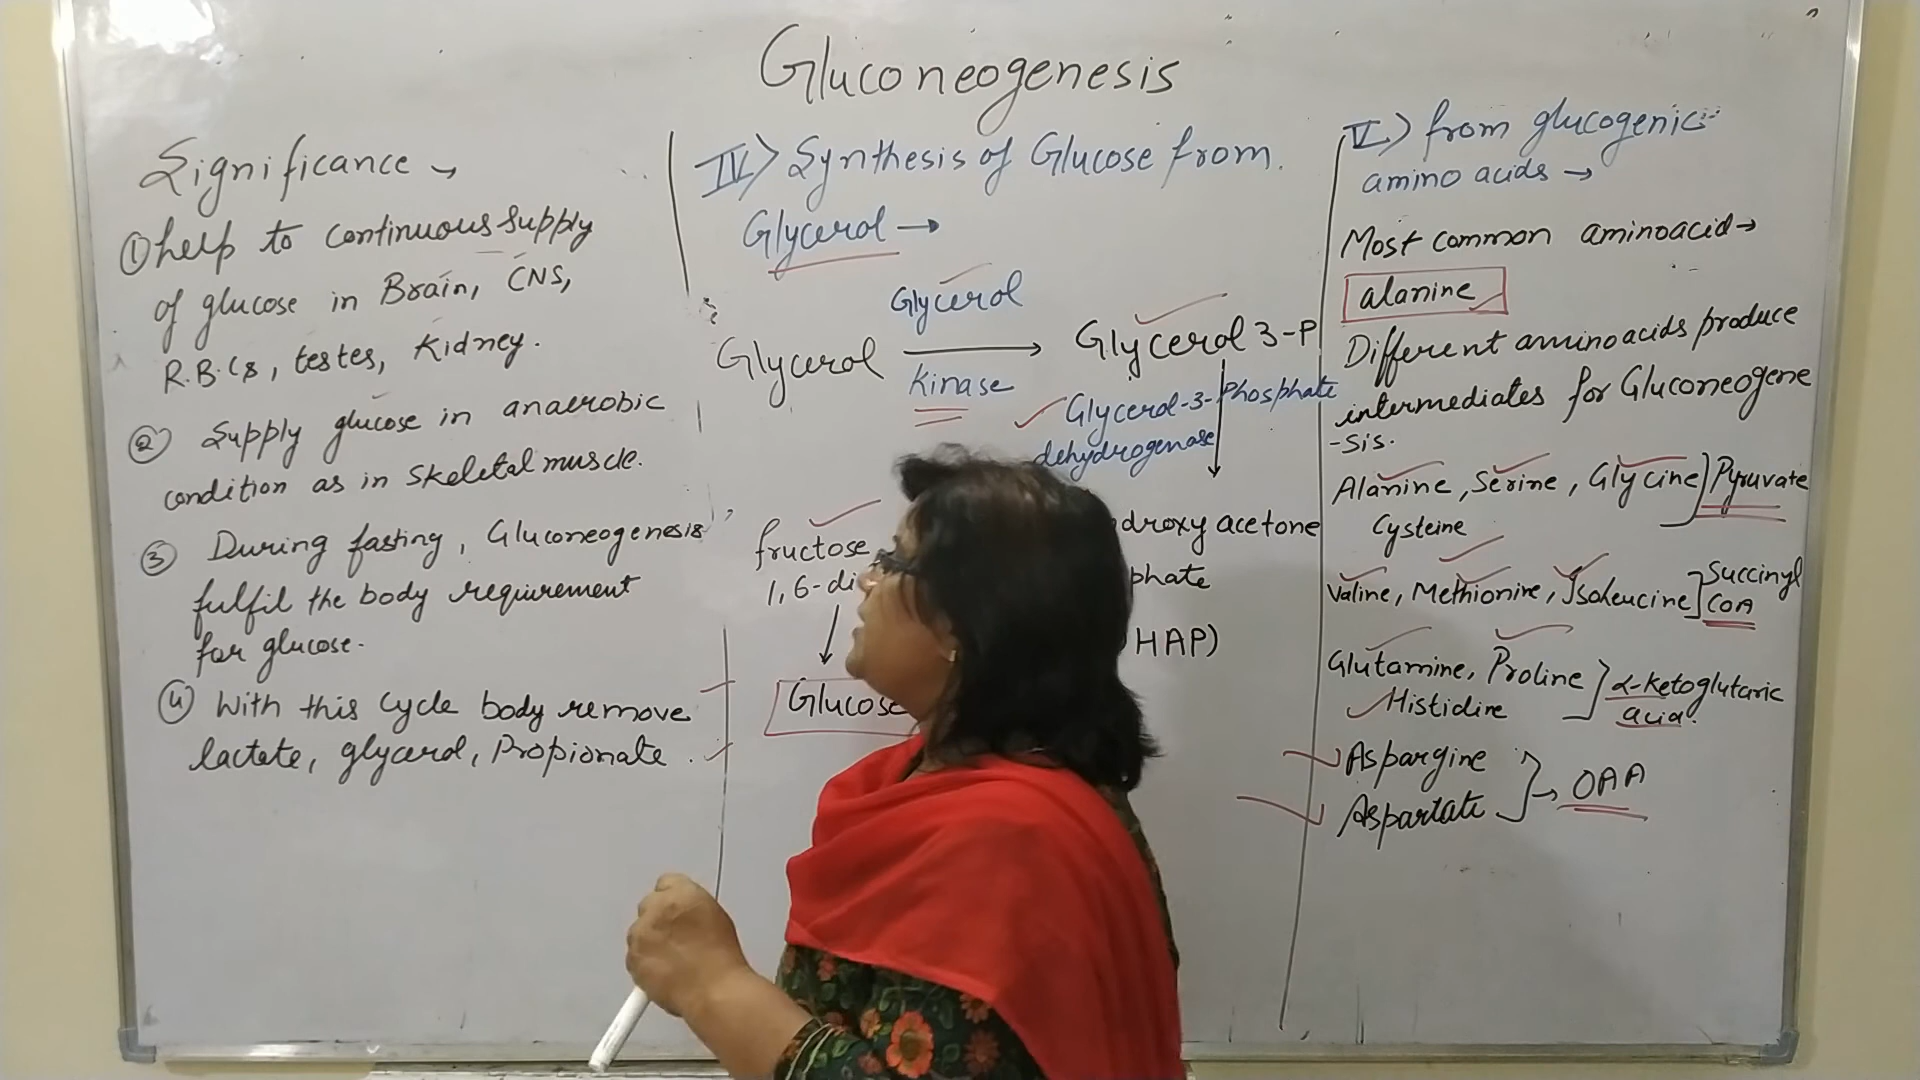 Gluconeogenesis
Significance →
① help to continuous supply
of glucose in Brain, CNS,
R.B.Cs, testes, Kidney.
② Supply glucose in anaerobic
condition as in Skeletal muscle.
③ During fasting, Gluconeogenesis
fulfil the body requirement
for glucose.
④ With this cycle body remove
lactate, glycerol, Propionate.
IV> Synthesis of Glucose from.
Glycerol →
Glycerol
Glycerol → Glycerol 3-P
Kinase
Glycerol-3-Phosphate
dehydrogenase
droxy acetone
phate
HAP)
fructose
1,6-di
Glucose
V> from glucogenic
amino acids →
Most common aminoacid →
alanine
Different aminoacids produce
intermediates for Gluconeogene
-sis.
Alanine, Serine, Glycine] Pyruvate
Cysteine
Valine, Methionine, Isoleucine] Succinyl
COA
Glutamine, Proline} α-Ketoglutaric
Histidine acid.
Aspargine
Aspartate } → OAA